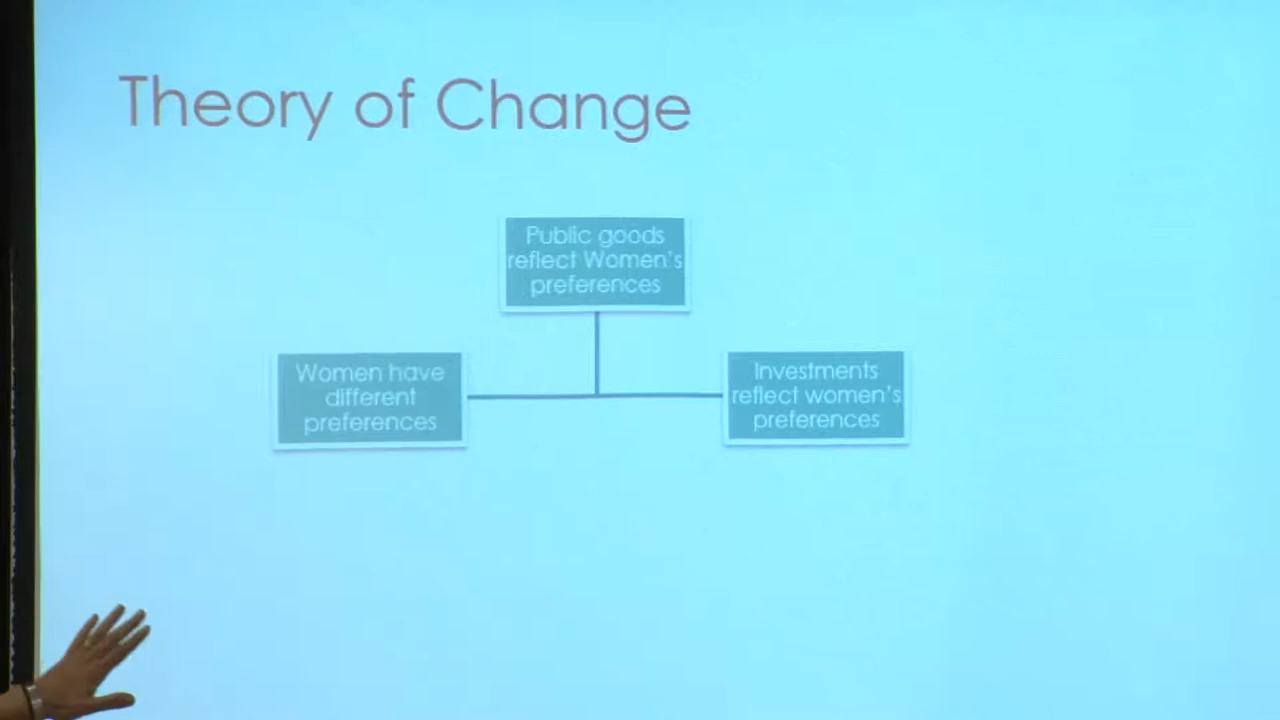 Theory of Change
Public goods
reflect Women's
preferences
Women have
different
preferences
Investments
reflect women's
preferences